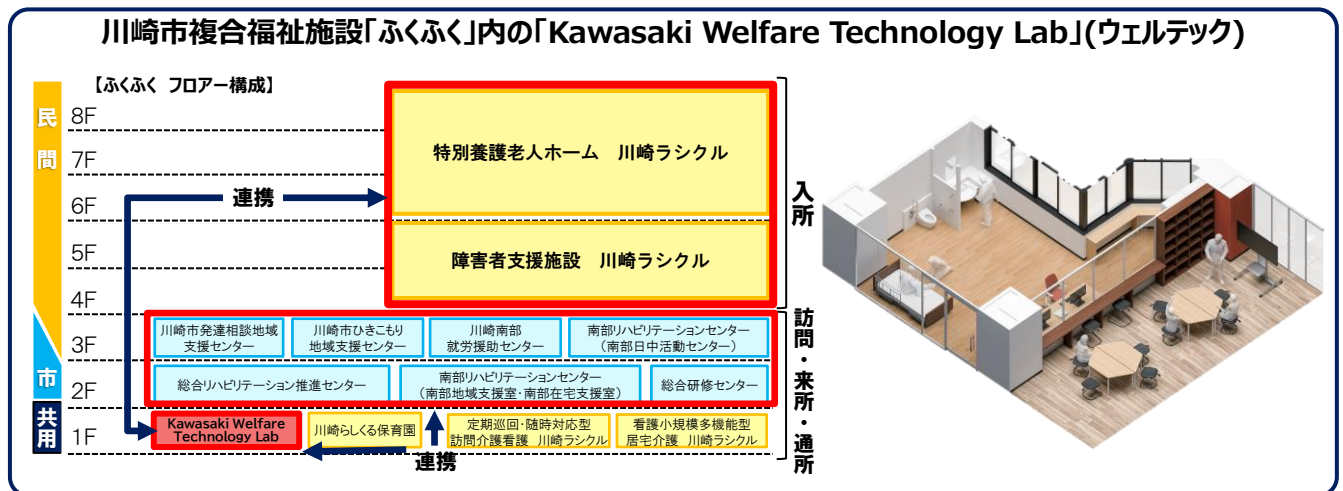 川崎市複合福祉施設「ふくふく」内の「Kawasaki Welfare Technology Lab」(ウェルテック)
【ふくふく フロアー構成】
民間
市
共用
8F
7F
6F
5F
4F
3F
2F
1F
連携
特別養護老人ホーム 川崎ラシクル
障害者支援施設 川崎ラシクル
入所
川崎市発達相談地域
支援センター
川崎市ひきこもり
地域支援センター
川崎南部
就労援助センター
南部リハビリテーションセンター
(南部日中活動センター)
総合リハビリテーション推進センター
南部リハビリテーションセンター
(南部地域支援室・南部在宅支援室)
総合研修センター
Kawasaki Welfare
Technology Lab
川崎らしくる保育園
定期巡回・随時対応型
訪問介護看護 川崎ラシクル
看護小規模多機能型
居宅介護 川崎ラシクル
連携
訪問・来所・通所